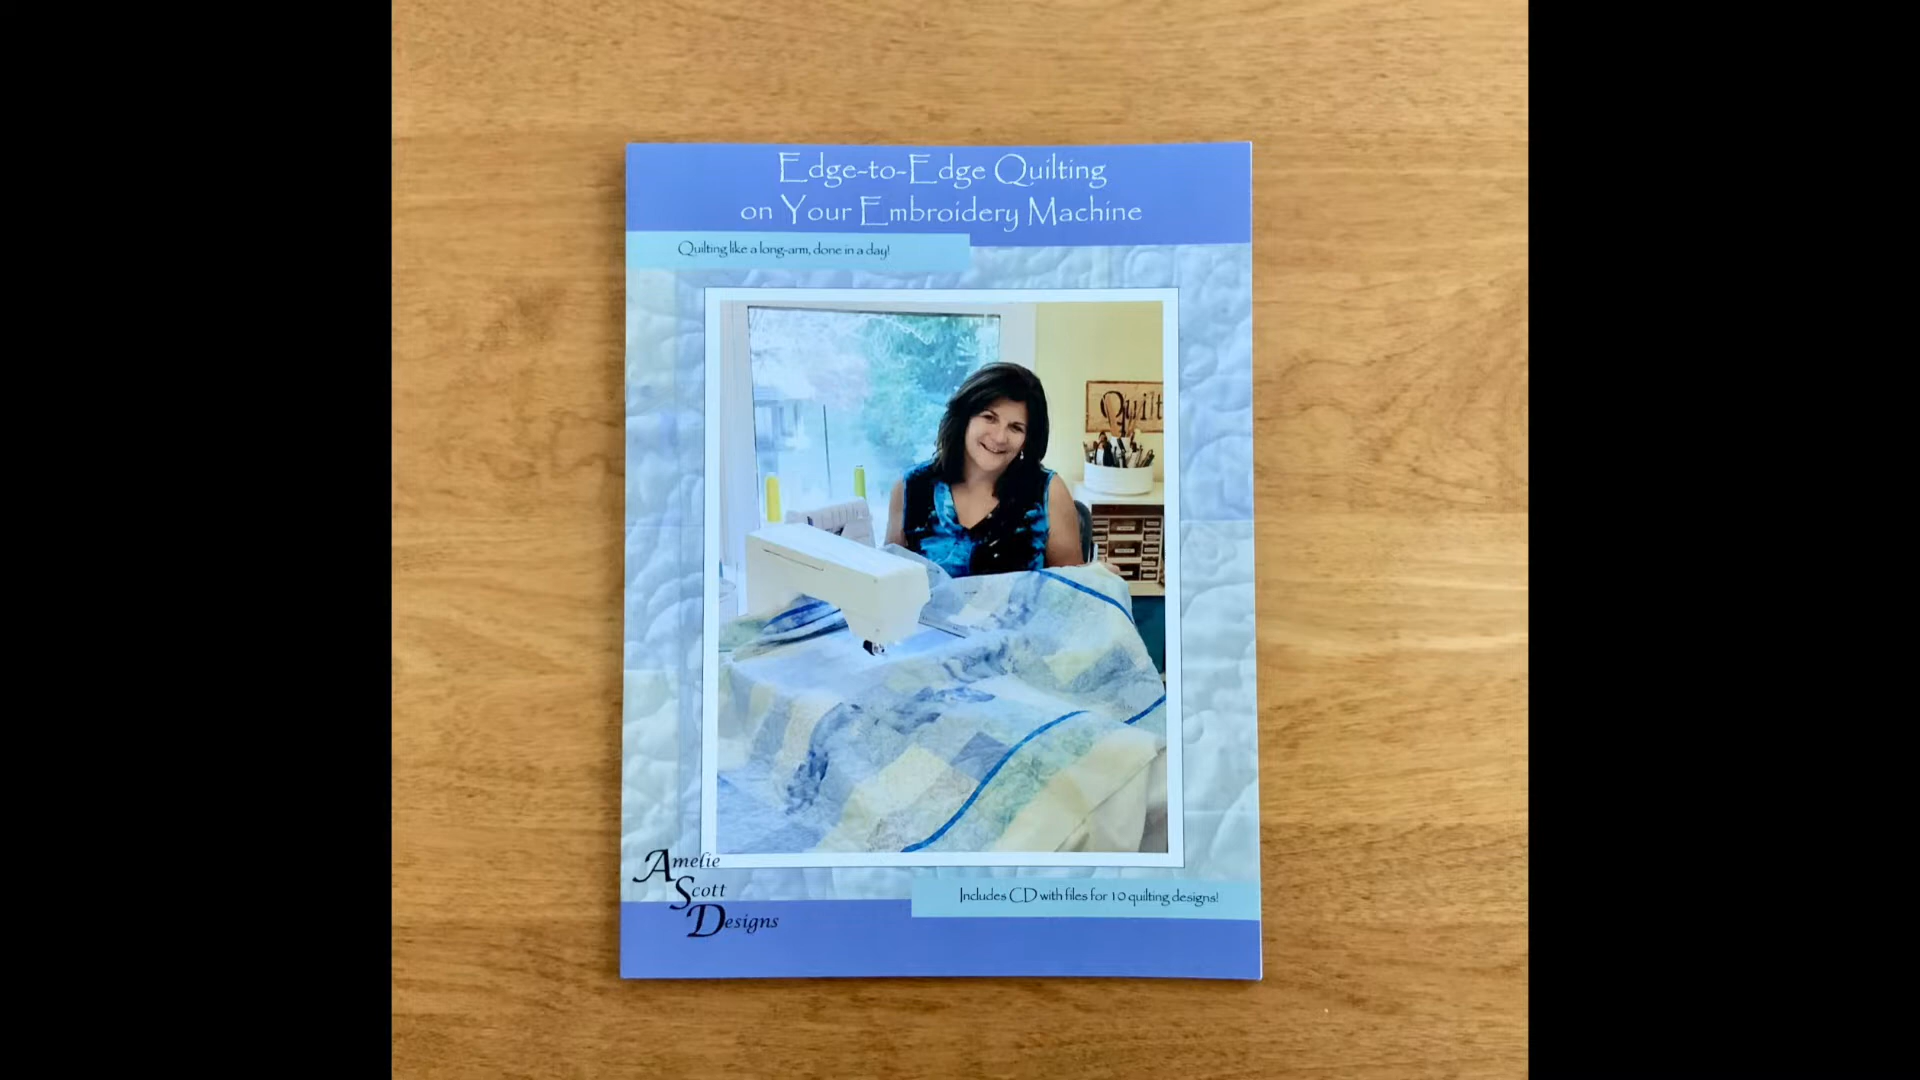 Edge-to-Edge Quilting
on Your Embroidery Machine
Quilting like a long-arm, done in a day!
Quilt
Amelie
Scott
Designs
Includes CD with files for 10 quilting designs!